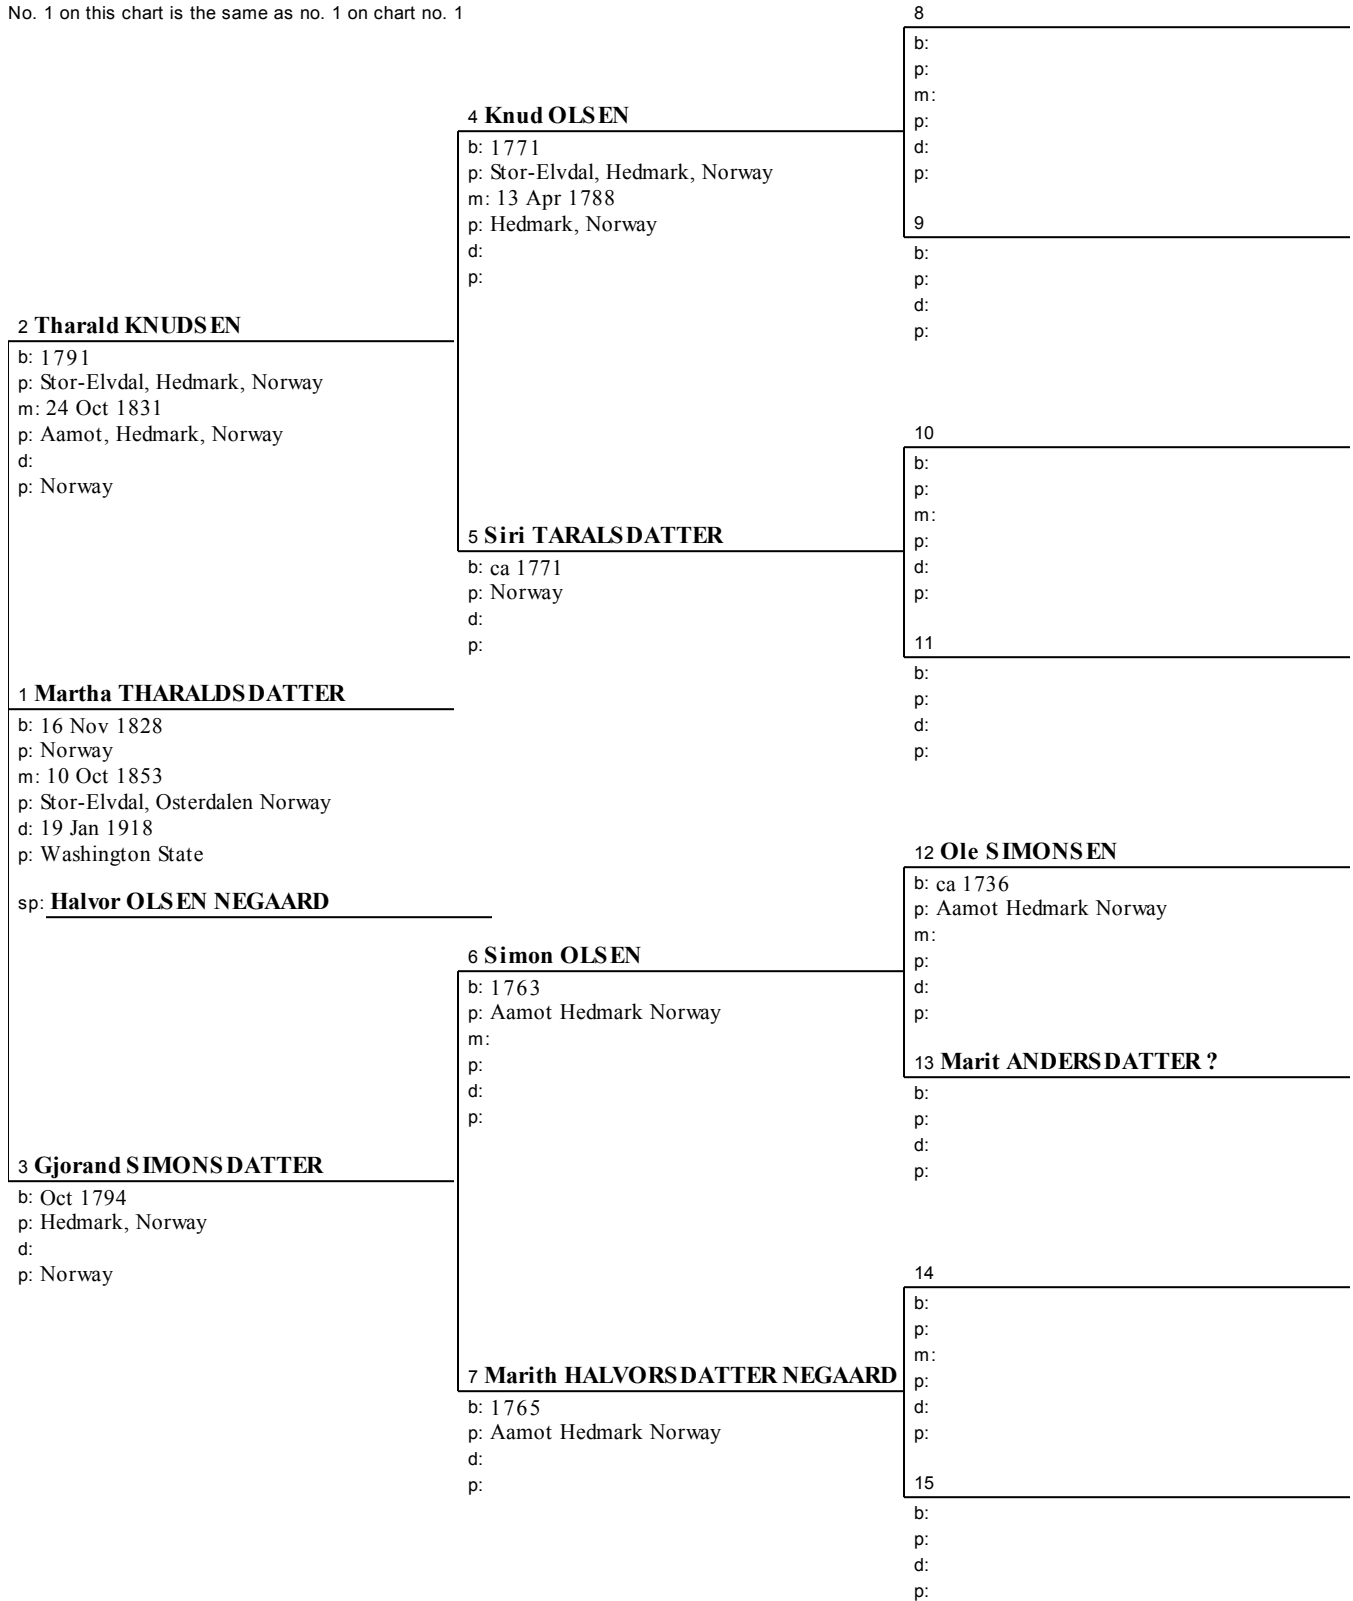 No. 1 on this chart is the same as no. 1 on chart no. 1
8
b:
p:
m:
p:
d:
p:
4 Knud OLSEN
b: 1771
p: Stor-Elvdal, Hedmark, Norway
m: 13 Apr 1788
p: Hedmark, Norway
d:
p:
9
b:
p:
d:
p:
2 Tharald KNUDSEN
b: 1791
p: Stor-Elvdal, Hedmark, Norway
m: 24 Oct 1831
p: Aamot, Hedmark, Norway
d:
p: Norway
10
b:
p:
m:
p:
d:
p:
5 Siri TARALSDATTER
b: ca 1771
p: Norway
d:
p:
11
b:
p:
d:
p:
1 Martha THARALDSDATTER
b: 16 Nov 1828
p: Norway
m: 10 Oct 1853
p: Stor-Elvdal, Osterdalen Norway
d: 19 Jan 1918
p: Washington State
sp: Halvor OLSEN NEGAARD
12 Ole SIMONSEN
b: ca 1736
p: Aamot Hedmark Norway
m:
p:
d:
p:
6 Simon OLSEN
b: 1763
p: Aamot Hedmark Norway
m:
p:
d:
p:
13 Marit ANDERSDATTER ?
b:
p:
d:
p:
3 Gjorand SIMONSDATTER
b: Oct 1794
p: Hedmark, Norway
d:
p: Norway
14
b:
p:
m:
p:
d:
p:
7 Marith HALVORSDATTER NEGAARD
b: 1765
p: Aamot Hedmark Norway
d:
p:
15
b:
p:
d:
p: